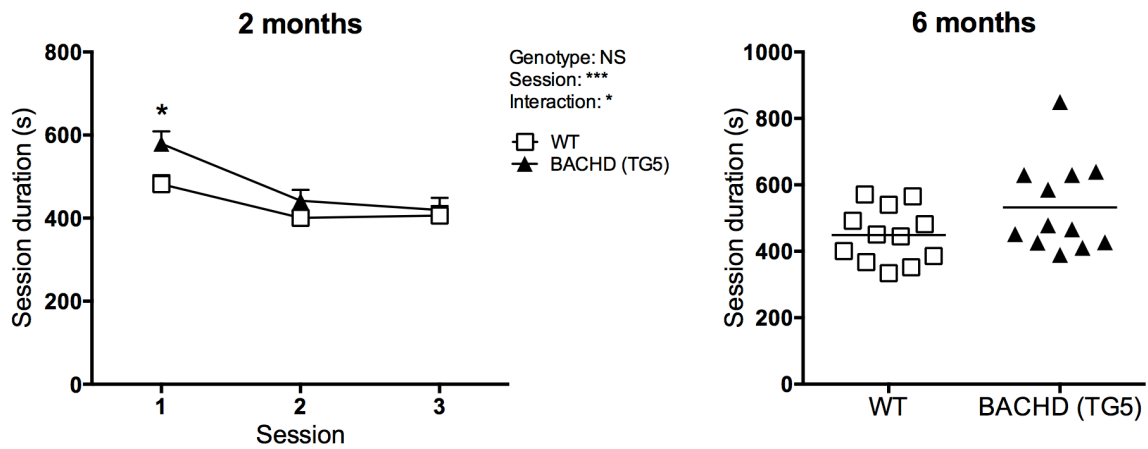 2 months
Session duration (s)
800
600
400
200
0
*
1
2
3
Session
Genotype: NS
Session: ***
Interaction: *
WT
BACHD (TG5)
6 months
Session duration (s)
1000
800
600
400
200
0
WT
BACHD (TG5)